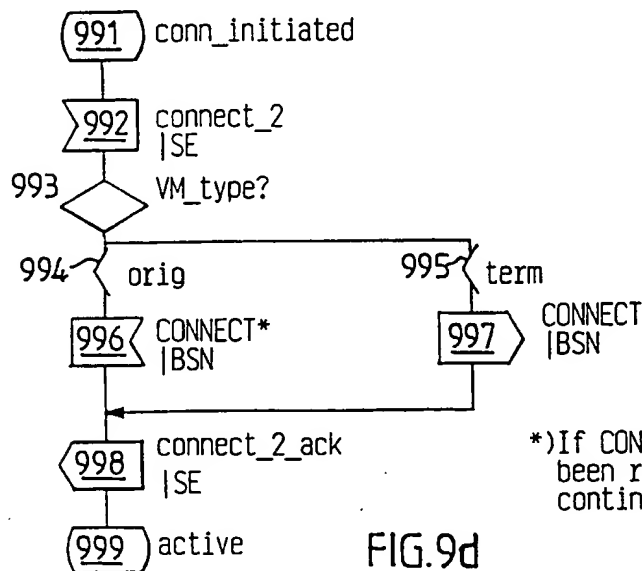 991 conn_initiated
992 connect_2
|SE
993 VM_type?
994 orig
995 term
996 CONNECT*
|BSN
997 CONNECT
|BSN
998 connect_2_ack
|SE
*)If CON
been r
contin
999 active
FIG.9d